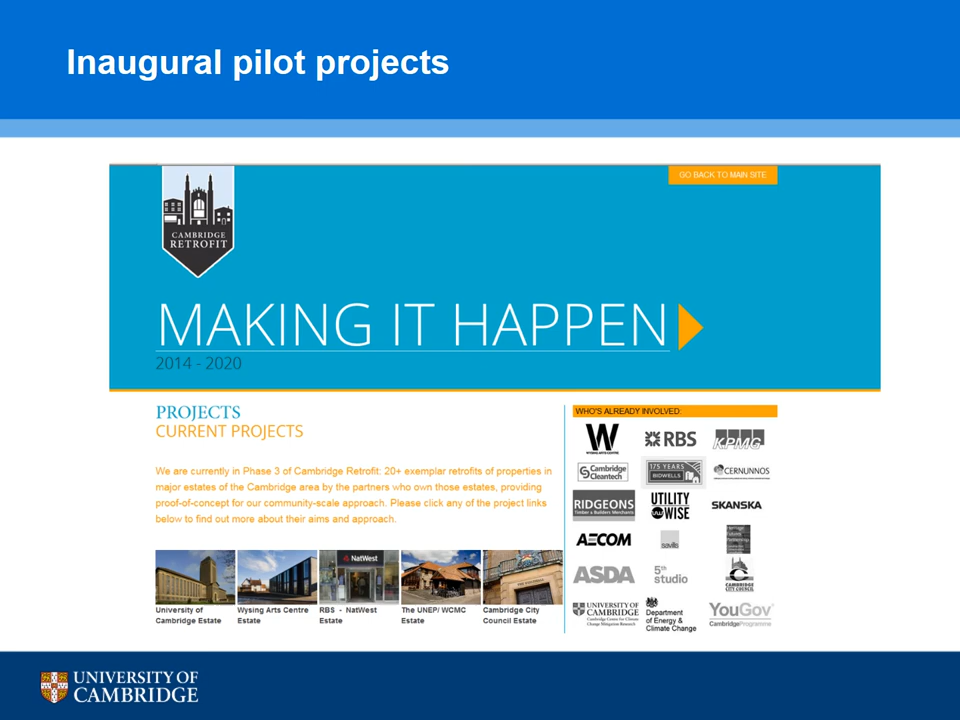 Inaugural pilot projects
GO BACK TO MAIN SITE
CAMBRIDGE
RETROFIT
MAKING IT HAPPEN
2014 - 2020
PROJECTS
CURRENT PROJECTS
We are currently in Phase 3 of Cambridge Retrofit: 20+ exemplar retrofits of properties in
major estates of the Cambridge area by the partners who own those estates, providing
proof-of-concept for our community-scale approach. Please click any of the project links
below to find out more about their aims and approach.
NatWest
University of
Cambridge Estate
Wysing Arts Centre
Estate
RBS - NatWest
Estate
The UNEP/ WCMC
Estate
Cambridge City
Council Estate
WHO'S ALREADY INVOLVED:
W
WYSING ARTS CENTRE
RBS
KPMG
Cambridge
Cleantech
175 YEARS
BIDWELLS
CERNUNNOS
RIDGEONS
Timber & Builders Merchants
UTILITY
WISE
SKANSKA
AECOM
savills
ASDA
5th
studio
CAMBRIDGE
CITY COUNCIL
UNIVERSITY OF
CAMBRIDGE
Cambridge Centre for Climate
Change Mitigation Research
Department
of Energy &
Climate Change
YouGov
CambridgeProgramme
UNIVERSITY OF
CAMBRIDGE